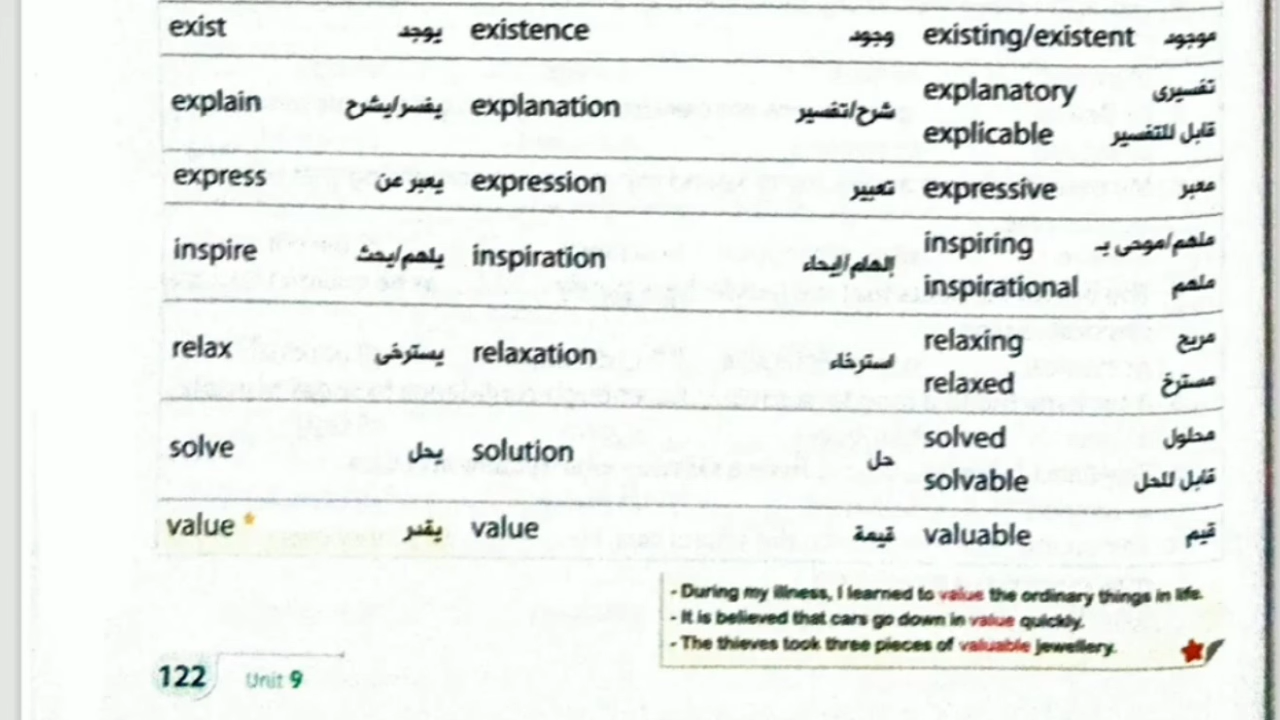 exist يوجد existence وجود existing/existent موجود
explain يفسر/يشرح explanation شرح/تفسير explanatory تفسيرى
explicable قابل للتفسير
express يعبر عن expression تعبير expressive معبر
inspire يلهم/يحث inspiration إلهام/إيحاء inspiring ملهم/موحى بـ
inspirational ملهم
relax يسترخى relaxation استرخاء relaxing مريح
relaxed مسترخ
solve يحل solution حل solved محلول
solvable قابل للحل
value * يقدر value قيمة valuable قيم
- During my illness, I learned to value the ordinary things in life.
- It is believed that cars go down in value quickly.
- The thieves took three pieces of valuable jewellery.
122 Unit 9